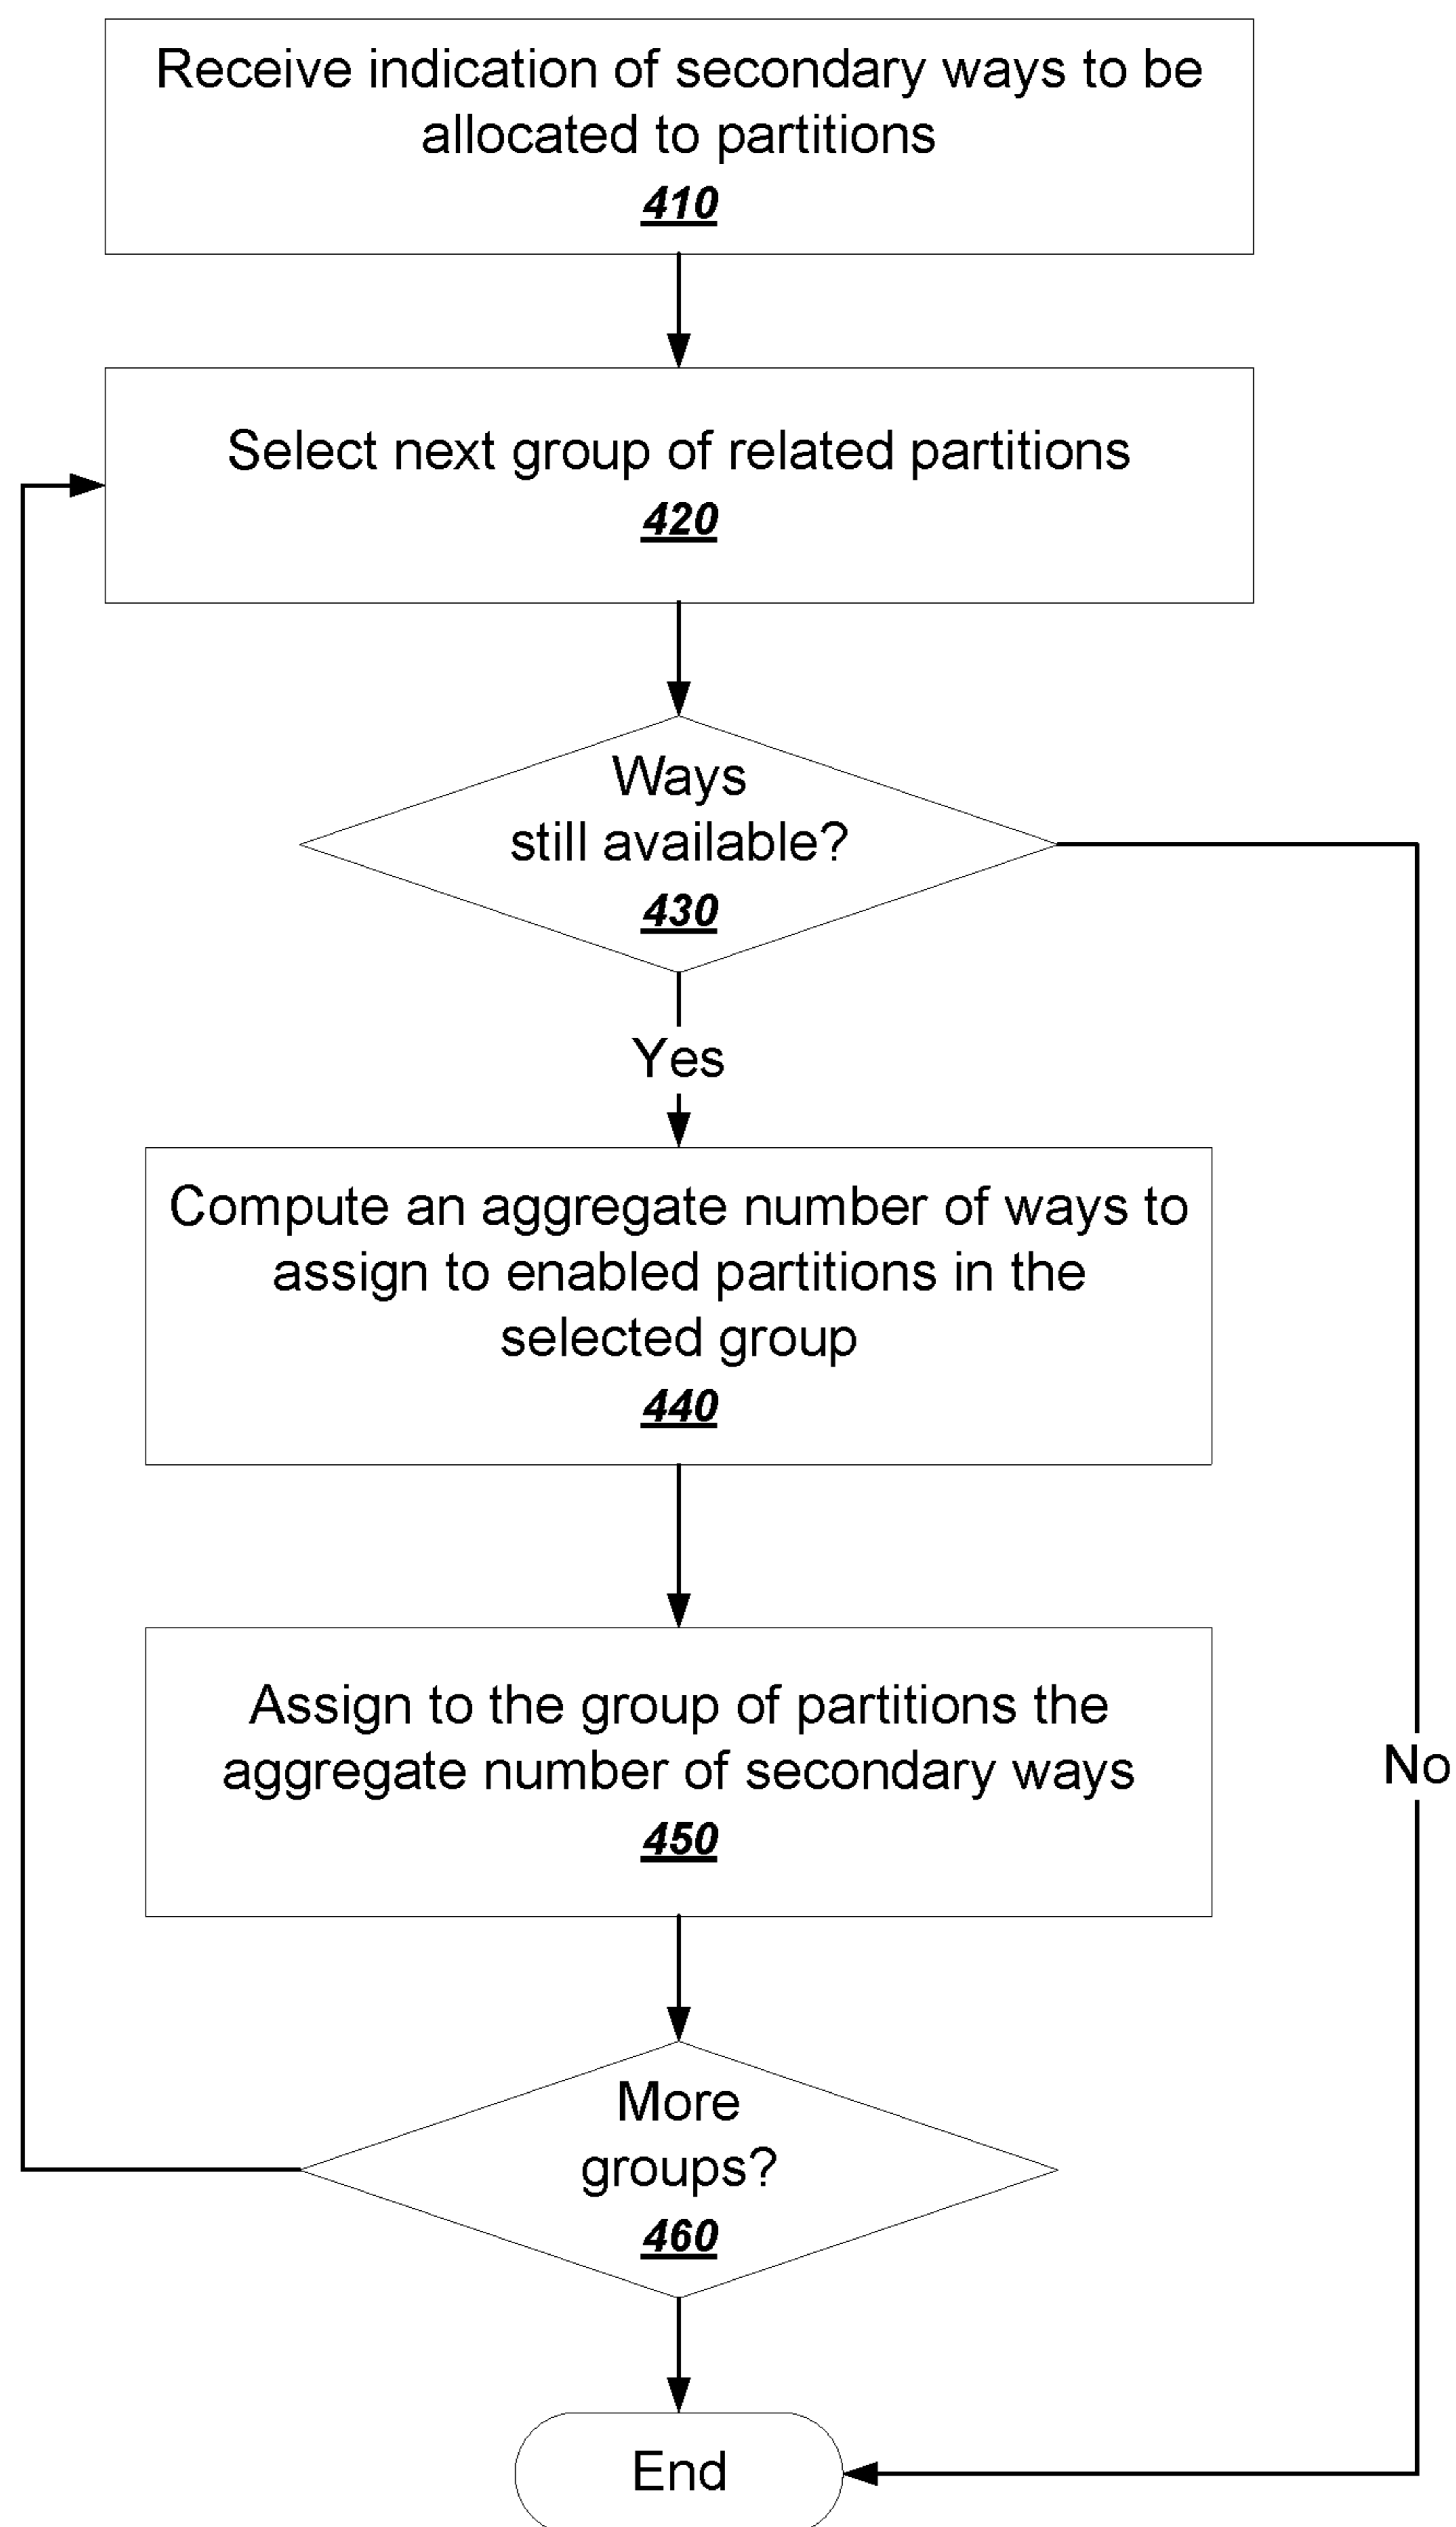 Receive indication of secondary ways to be
allocated to partitions
410
Select next group of related partitions
420
Ways
still available?
430
Yes
Compute an aggregate number of ways to
assign to enabled partitions in the
selected group
440
Assign to the group of partitions the
aggregate number of secondary ways
450
No
More
groups?
460
End